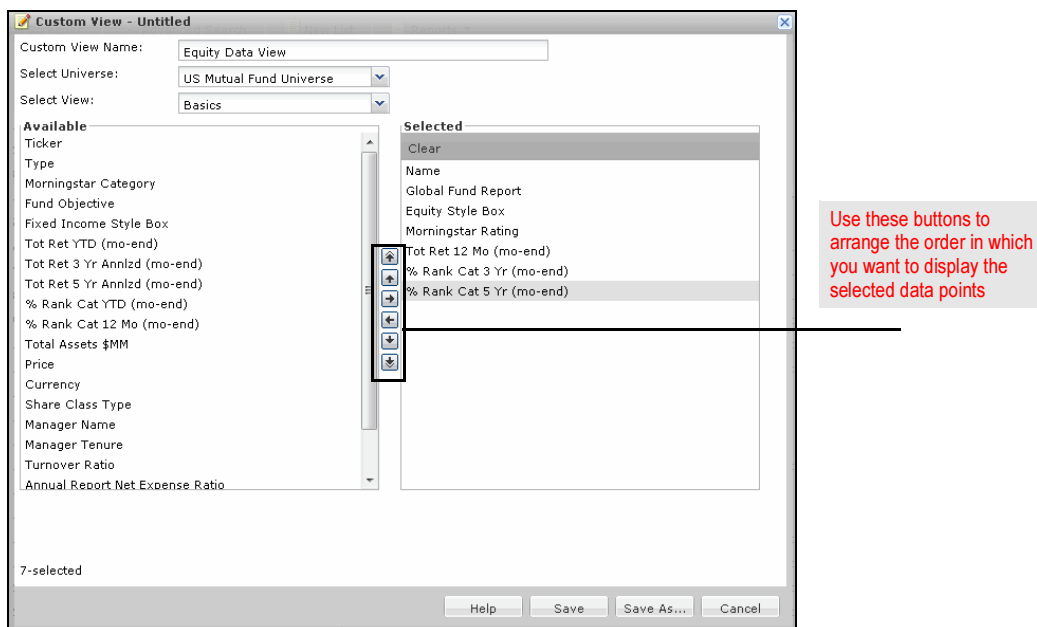 Custom View - Untitled
Custom View Name:
Equity Data View
Select Universe:
US Mutual Fund Universe
Select View:
Basics
Available
Ticker
Type
Morningstar Category
Fund Objective
Fixed Income Style Box
Tot Ret YTD (mo-end)
Tot Ret 3 Yr Annlzd (mo-end)
Tot Ret 5 Yr Annlzd (mo-end)
% Rank Cat YTD (mo-end)
% Rank Cat 12 Mo (mo-end)
Total Assets $MM
Price
Currency
Share Class Type
Manager Name
Manager Tenure
Turnover Ratio
Annual Report Net Expense Ratio
Selected
Clear
Name
Global Fund Report
Equity Style Box
Morningstar Rating
Tot Ret 12 Mo (mo-end)
% Rank Cat 3 Yr (mo-end)
% Rank Cat 5 Yr (mo-end)
Use these buttons to
arrange the order in which
you want to display the
selected data points
7-selected
Help
Save
Save As...
Cancel